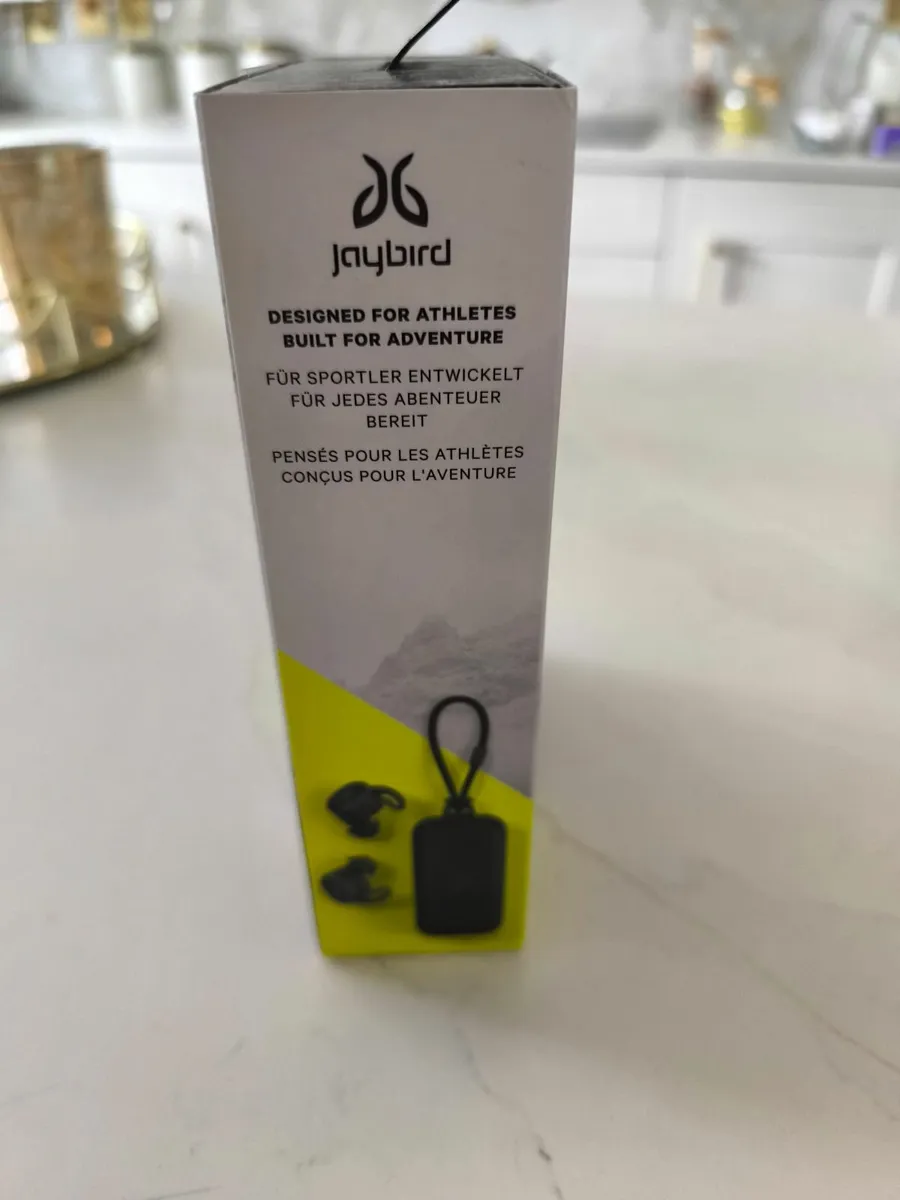 Jaybird
DESIGNED FOR ATHLETES
BUILT FOR ADVENTURE
FÜR SPORTLER ENTWICKELT
FÜR JEDES ABENTEUER
BEREIT
PENSÉS POUR LES ATHLÈTES
CONÇUS POUR L'AVENTURE